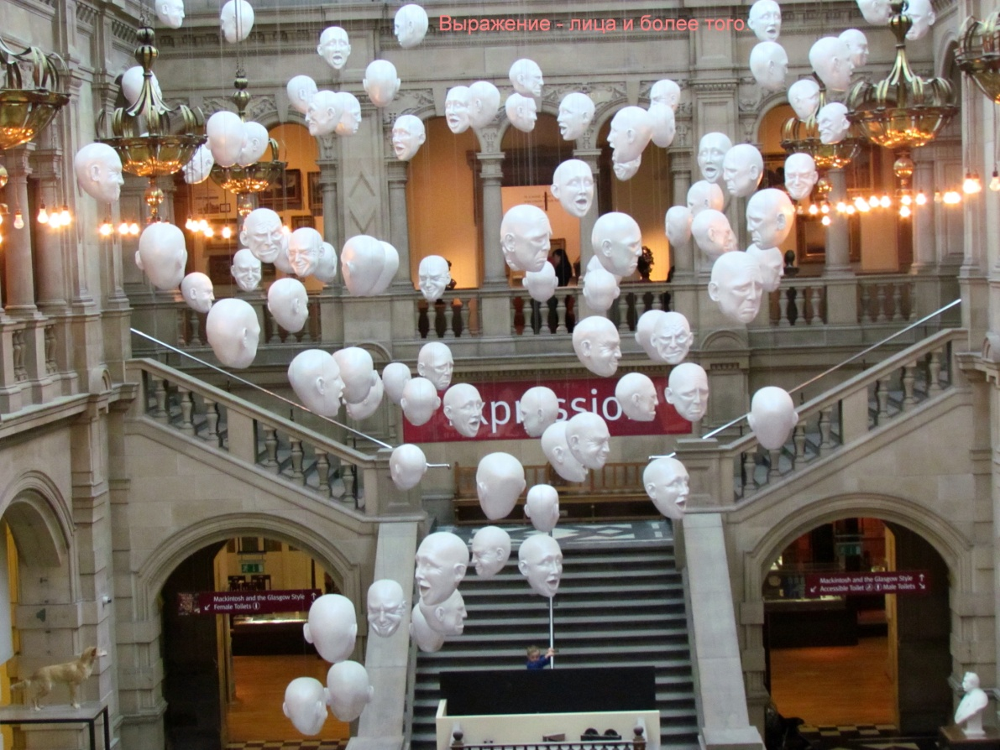 Выражение - лица и более того
Expression
Mackintosh and the Glasgow Style
Female Toilets
Mackintosh and the Glasgow Style
Accessible Toilet Male Toilets